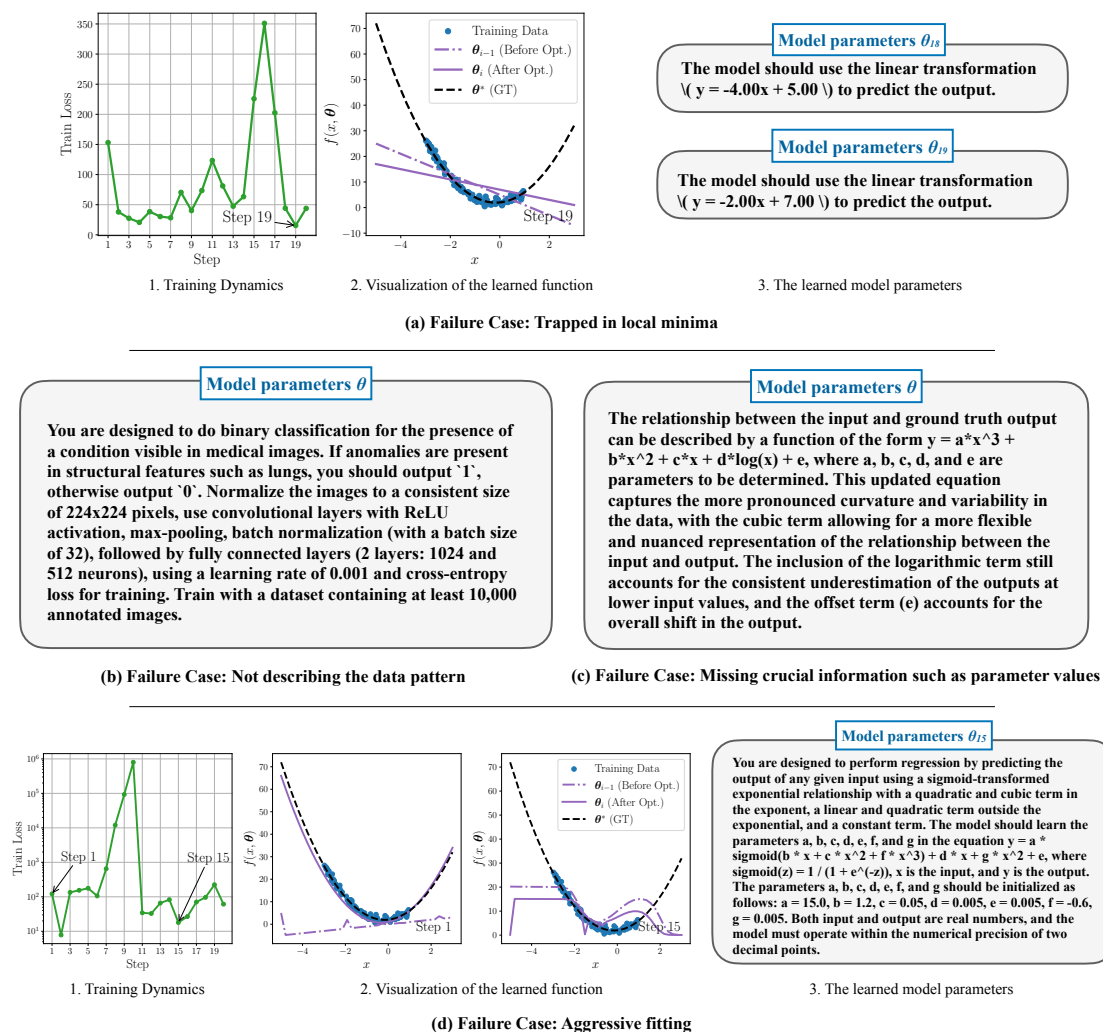 350
300
250
200
150
100
50
0
Train Loss
1 3 5 7 9 11 13 15 17 19
Step
Step 19
70
60
50
40
30
20
10
0
−10
f(x, θ)
−4 −2 0 2
x
Training Data
θᵢ₋₁ (Before Opt.)
θᵢ (After Opt.)
θ* (GT)
Step 19
Model parameters θ₁₈
The model should use the linear transformation
\( y = -4.00x + 5.00 \) to predict the output.
Model parameters θ₁₉
The model should use the linear transformation
\( y = -2.00x + 7.00 \) to predict the output.
1. Training Dynamics
2. Visualization of the learned function
3. The learned model parameters
(a) Failure Case: Trapped in local minima
Model parameters θ
You are designed to do binary classification for the presence of
a condition visible in medical images. If anomalies are present
in structural features such as lungs, you should output `1`,
otherwise output `0`. Normalize the images to a consistent size
of 224x224 pixels, use convolutional layers with ReLU
activation, max-pooling, batch normalization (with a batch size
of 32), followed by fully connected layers (2 layers: 1024 and
512 neurons), using a learning rate of 0.001 and cross-entropy
loss for training. Train with a dataset containing at least 10,000
annotated images.
(b) Failure Case: Not describing the data pattern
Model parameters θ
The relationship between the input and ground truth output
can be described by a function of the form y = a*x^3 +
b*x^2 + c*x + d*log(x) + e, where a, b, c, d, and e are
parameters to be determined. This updated equation
captures the more pronounced curvature and variability in
the data, with the cubic term allowing for a more flexible
and nuanced representation of the relationship between the
input and output. The inclusion of the logarithmic term still
accounts for the consistent underestimation of the outputs at
lower input values, and the offset term (e) accounts for the
overall shift in the output.
(c) Failure Case: Missing crucial information such as parameter values
10⁶
10⁵
10⁴
10³
10²
10¹
Train Loss
1 3 5 7 9 11 13 15 17 19
Step
Step 1
Step 15
70
60
50
40
30
20
10
0
f(x, θ)
−4 −2 0 2
x
Step 1
70
60
50
40
30
20
10
0
f(x, θ)
−4 −2 0 2
x
Training Data
θᵢ₋₁ (Before Opt.)
θᵢ (After Opt.)
θ* (GT)
Step 15
Model parameters θ₁₅
You are designed to perform regression by predicting the
output of any given input using a sigmoid-transformed
exponential relationship with a quadratic and cubic term in
the exponent, a linear and quadratic term outside the
exponential, and a constant term. The model should learn the
parameters a, b, c, d, e, f, and g in the equation y = a *
sigmoid(b * x + c * x^2 + f * x^3) + d * x + g * x^2 + e, where
sigmoid(z) = 1 / (1 + e^(-z)), x is the input, and y is the output.
The parameters a, b, c, d, e, f, and g should be initialized as
follows: a = 15.0, b = 1.2, c = 0.05, d = 0.005, e = 0.005, f = -0.6,
g = 0.005. Both input and output are real numbers, and the
model must operate within the numerical precision of two
decimal points.
1. Training Dynamics
2. Visualization of the learned function
3. The learned model parameters
(d) Failure Case: Aggressive fitting